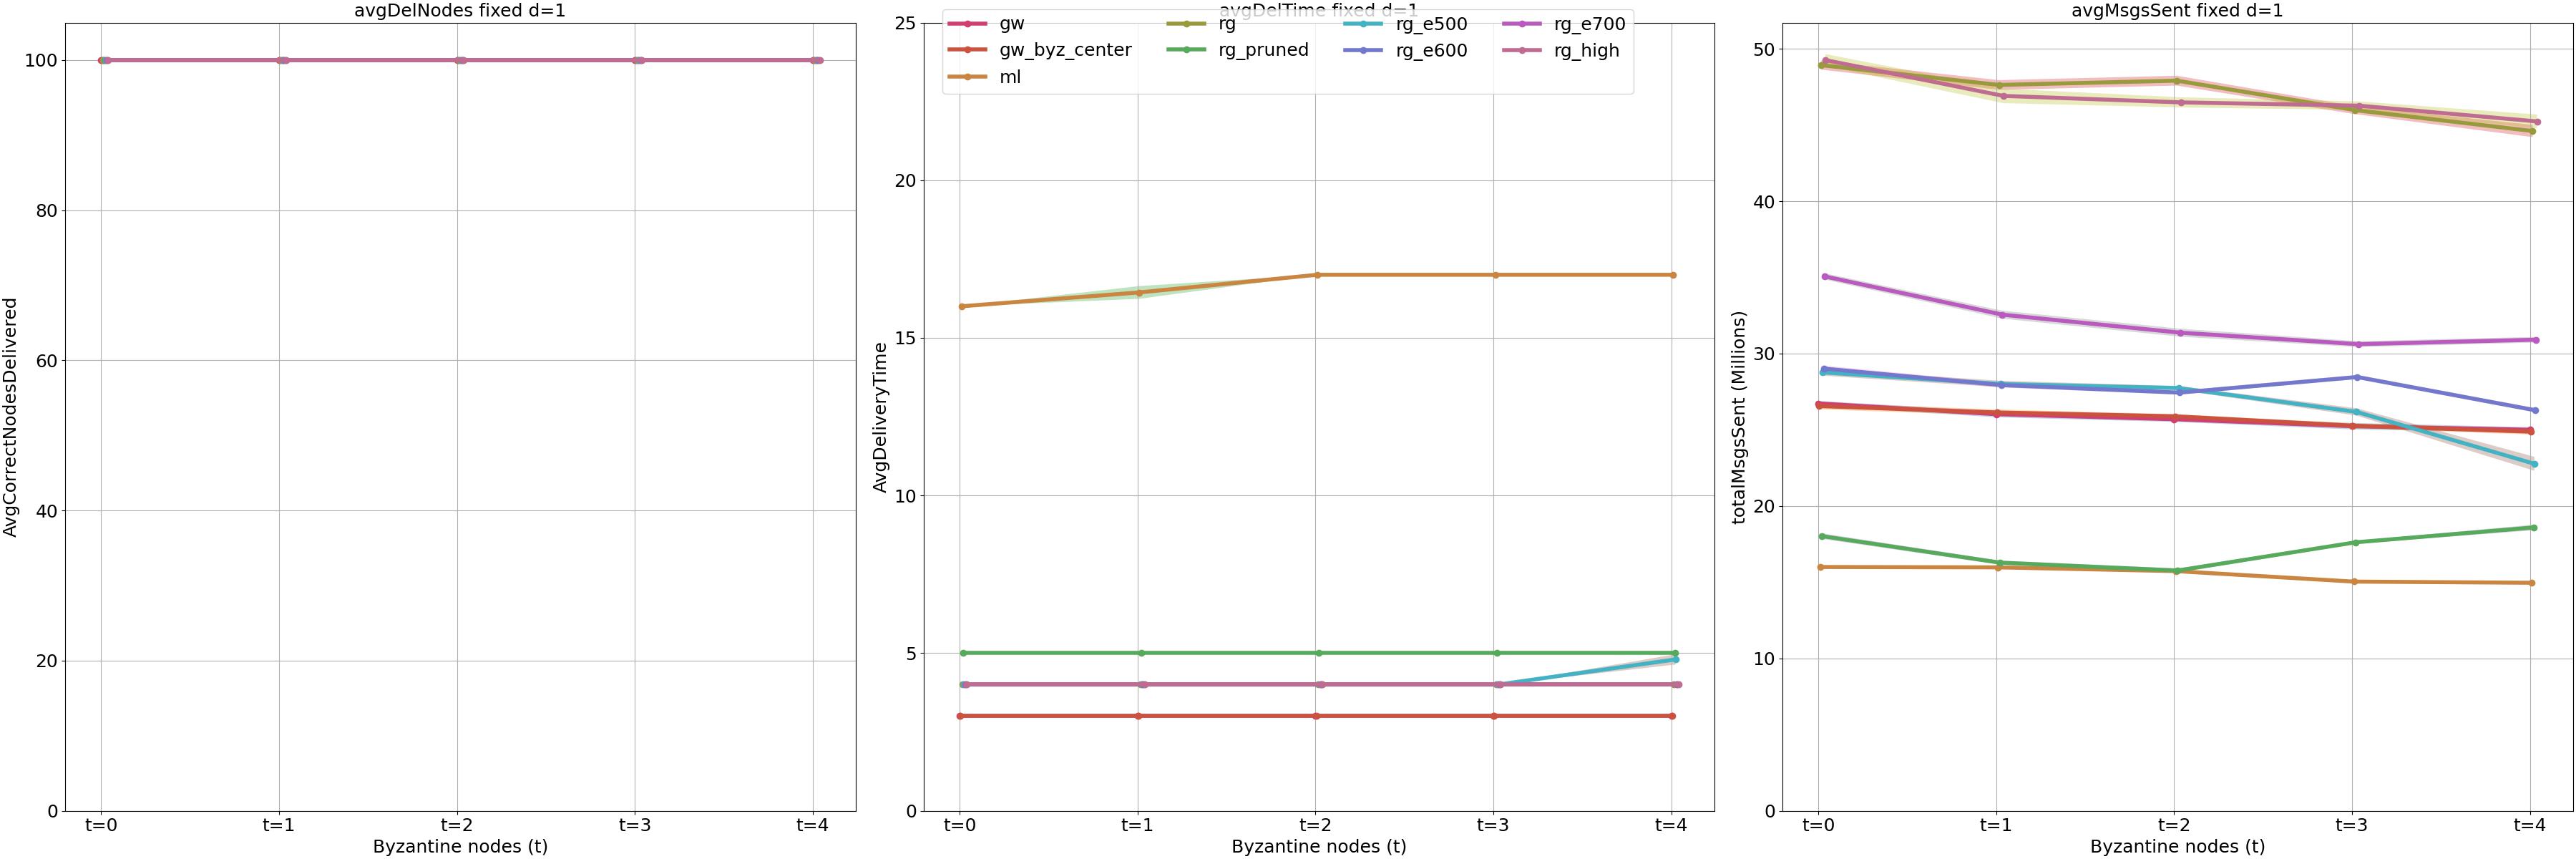 avgDelNodes fixed d=1
AvgCorrectNodesDelivered
100
80
60
40
20
0
t=0 t=1 t=2 t=3 t=4
Byzantine nodes (t)
avgDelTime fixed d=1
gw rg rg_e500 rg_e700
gw_byz_center rg_pruned rg_e600 rg_high
ml
AvgDeliveryTime
25
20
15
10
5
0
t=0 t=1 t=2 t=3 t=4
Byzantine nodes (t)
avgMsgsSent fixed d=1
totalMsgsSent (Millions)
50
40
30
20
10
0
t=0 t=1 t=2 t=3 t=4
Byzantine nodes (t)